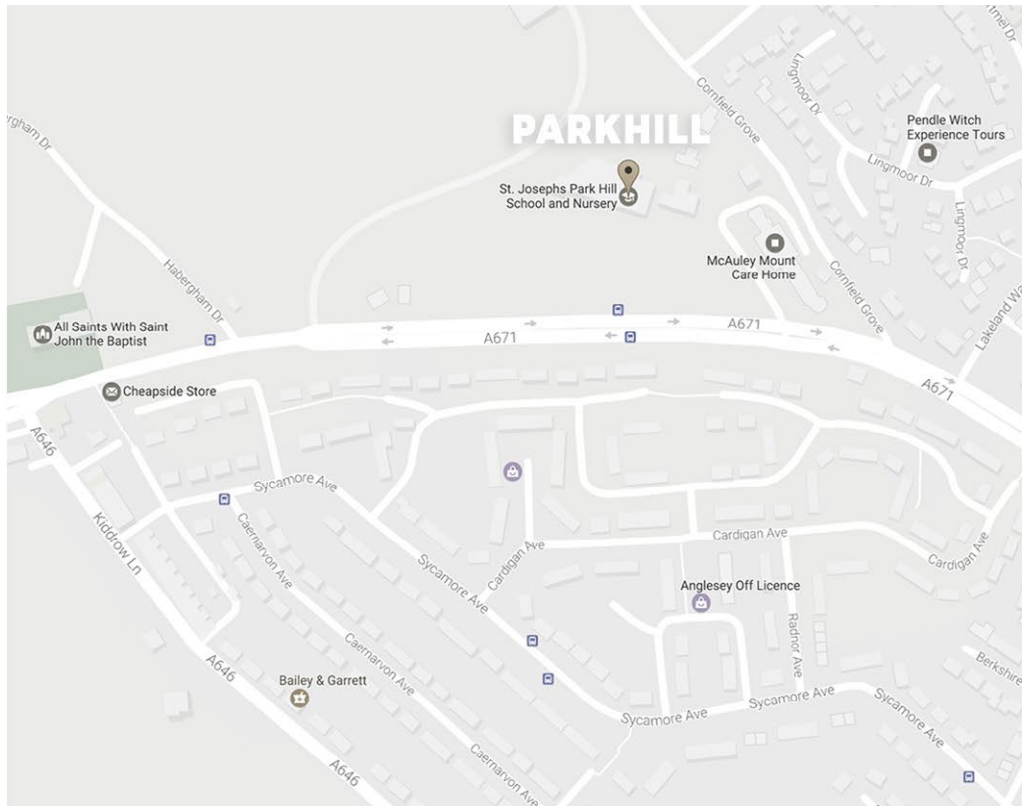 Cornfield Grove
Lingmoor Dr
Pendle Witch
Experience Tours
PARKHILL
Lingmoor Dr
St. Josephs Park Hill
School and Nursery
Lingmoor Dr
McAuley Mount
Care Home
Cornfield Grove
Habergham Dr
All Saints With Saint
John the Baptist
A671
A671
Cheapside Store
A671
A646
Sycamore Ave
Kiddrow Ln
Caernarvon Ave
Cardigan Ave
Cardigan Ave
Cardigan Ave
Sycamore Ave
Anglesey Off Licence
Radnor Ave
Caernarvon Ave
A646
Bailey & Garrett
Sycamore Ave
Sycamore Ave
Sycamore Ave
Berkshire
Caernarvon Ave
A646